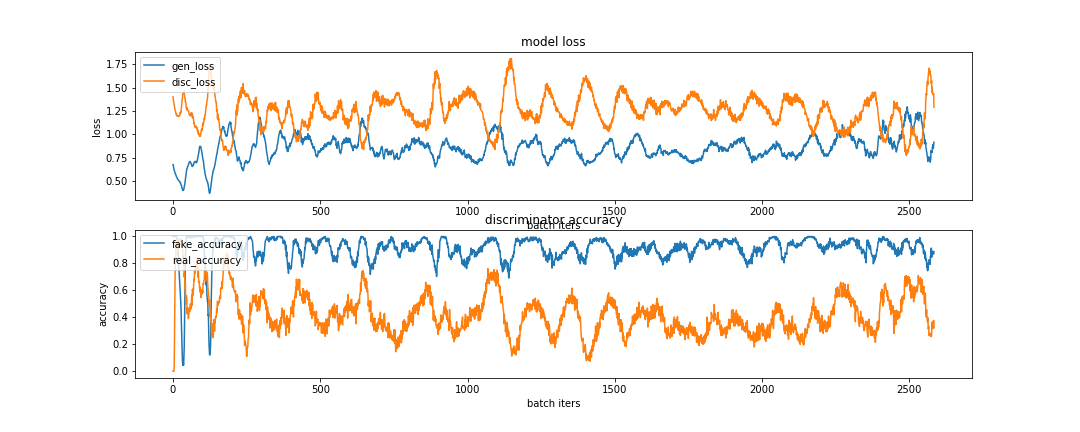 model loss
1.75
1.50
1.25
1.00
0.75
0.50
loss
gen_loss
disc_loss
0 500 1000 1500 2000 2500
batch iters
discriminator accuracy
1.0
0.8
0.6
0.4
0.2
0.0
accuracy
fake_accuracy
real_accuracy
0 500 1000 1500 2000 2500
batch iters